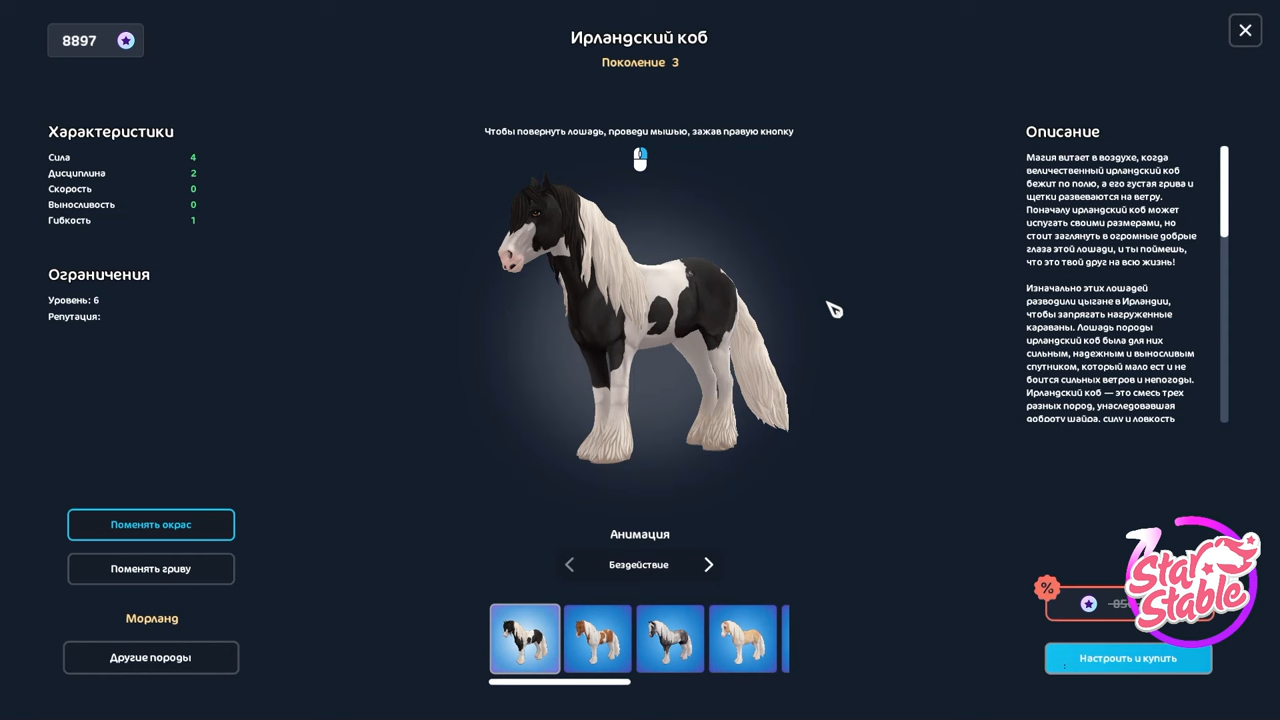 8897
Ирландский коб
Поколение 3
Характеристики
Сила 4
Дисциплина 2
Скорость 0
Выносливость 0
Гибкость 1
Ограничения
Уровень: 6
Репутация:
Чтобы повернуть лошадь, проведи мышью, зажав правую кнопку
Описание
Магия витает в воздухе, когда
величественный ирландский коб
бежит по полю, а его густая грива и
щетки развеваются на ветру.
Поначалу ирландский коб может
испугать своими размерами, но
стоит заглянуть в огромные добрые
глаза этой лошади, и ты поймешь,
что это твой друг на всю жизнь!
Изначально этих лошадей
разводили цыгане в Ирландии,
чтобы запрягать нагруженные
караваны. Лошадь породы
ирландский коб была для них
сильным, надежным и выносливым
спутником, который мало ест и не
боится сильных ветров и непогоды.
Ирландский коб — это смесь трех
разных пород, унаследовавшая
доброту шайра, силу и ловкость
Поменять окрас
Поменять гриву
Морланд
Другие породы
Анимация
Бездействие
%
Star
Stable
Настроить и купить